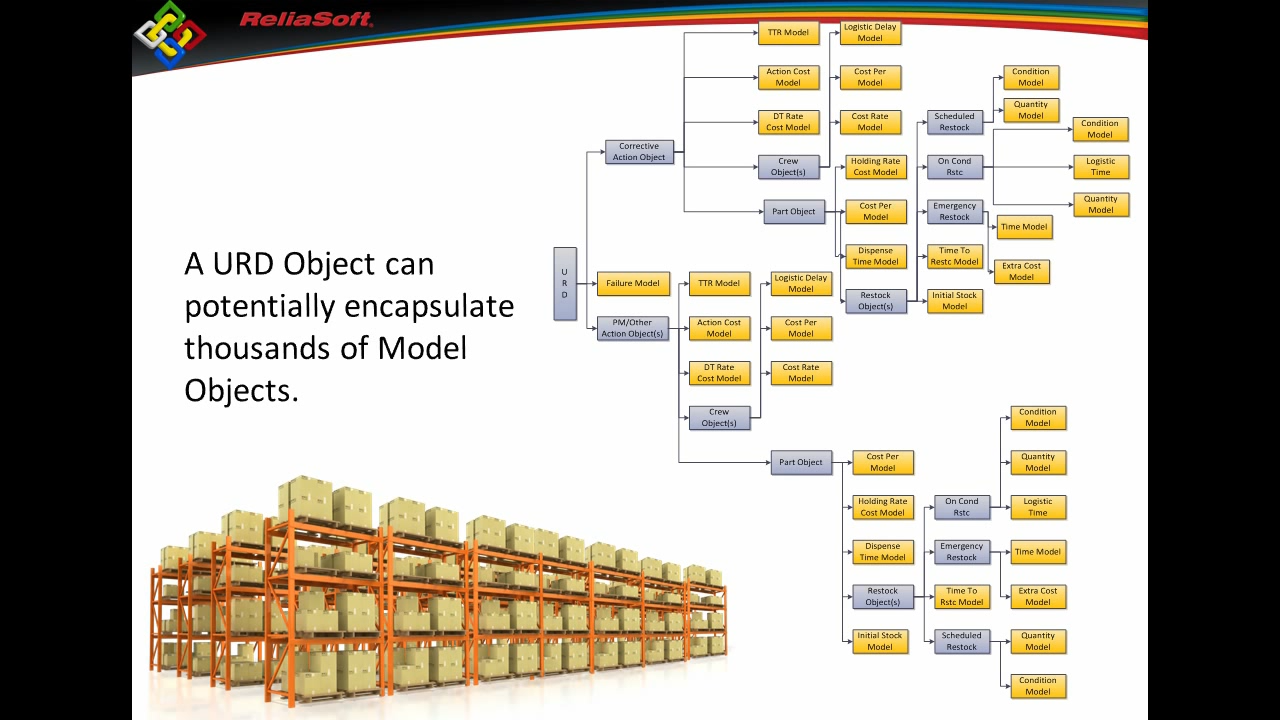 ReliaSoft
A URD Object can
potentially encapsulate
thousands of Model
Objects.
U
R
D
Corrective
Action Object
TTR Model
Action Cost
Model
DT Rate
Cost Model
Crew
Object(s)
Logistic Delay
Model
Cost Per
Model
Cost Rate
Model
Part Object
Holding Rate
Cost Model
Cost Per
Model
Dispense
Time Model
Restock
Object(s)
Scheduled
Restock
Condition
Model
Quantity
Model
On Cond
Rstc
Condition
Model
Logistic
Time
Quantity
Model
Emergency
Restock
Time Model
Extra Cost
Model
Time To
Restc Model
Initial Stock
Model
Failure Model
PM/Other
Action Object(s)
TTR Model
Action Cost
Model
DT Rate
Cost Model
Crew
Object(s)
Logistic Delay
Model
Cost Per
Model
Cost Rate
Model
Part Object
Cost Per
Model
Holding Rate
Cost Model
Dispense
Time Model
Restock
Object(s)
Initial Stock
Model
On Cond
Rstc
Condition
Model
Quantity
Model
Logistic
Time
Emergency
Restock
Time Model
Extra Cost
Model
Time To
Rstc Model
Scheduled
Restock
Quantity
Model
Condition
Model